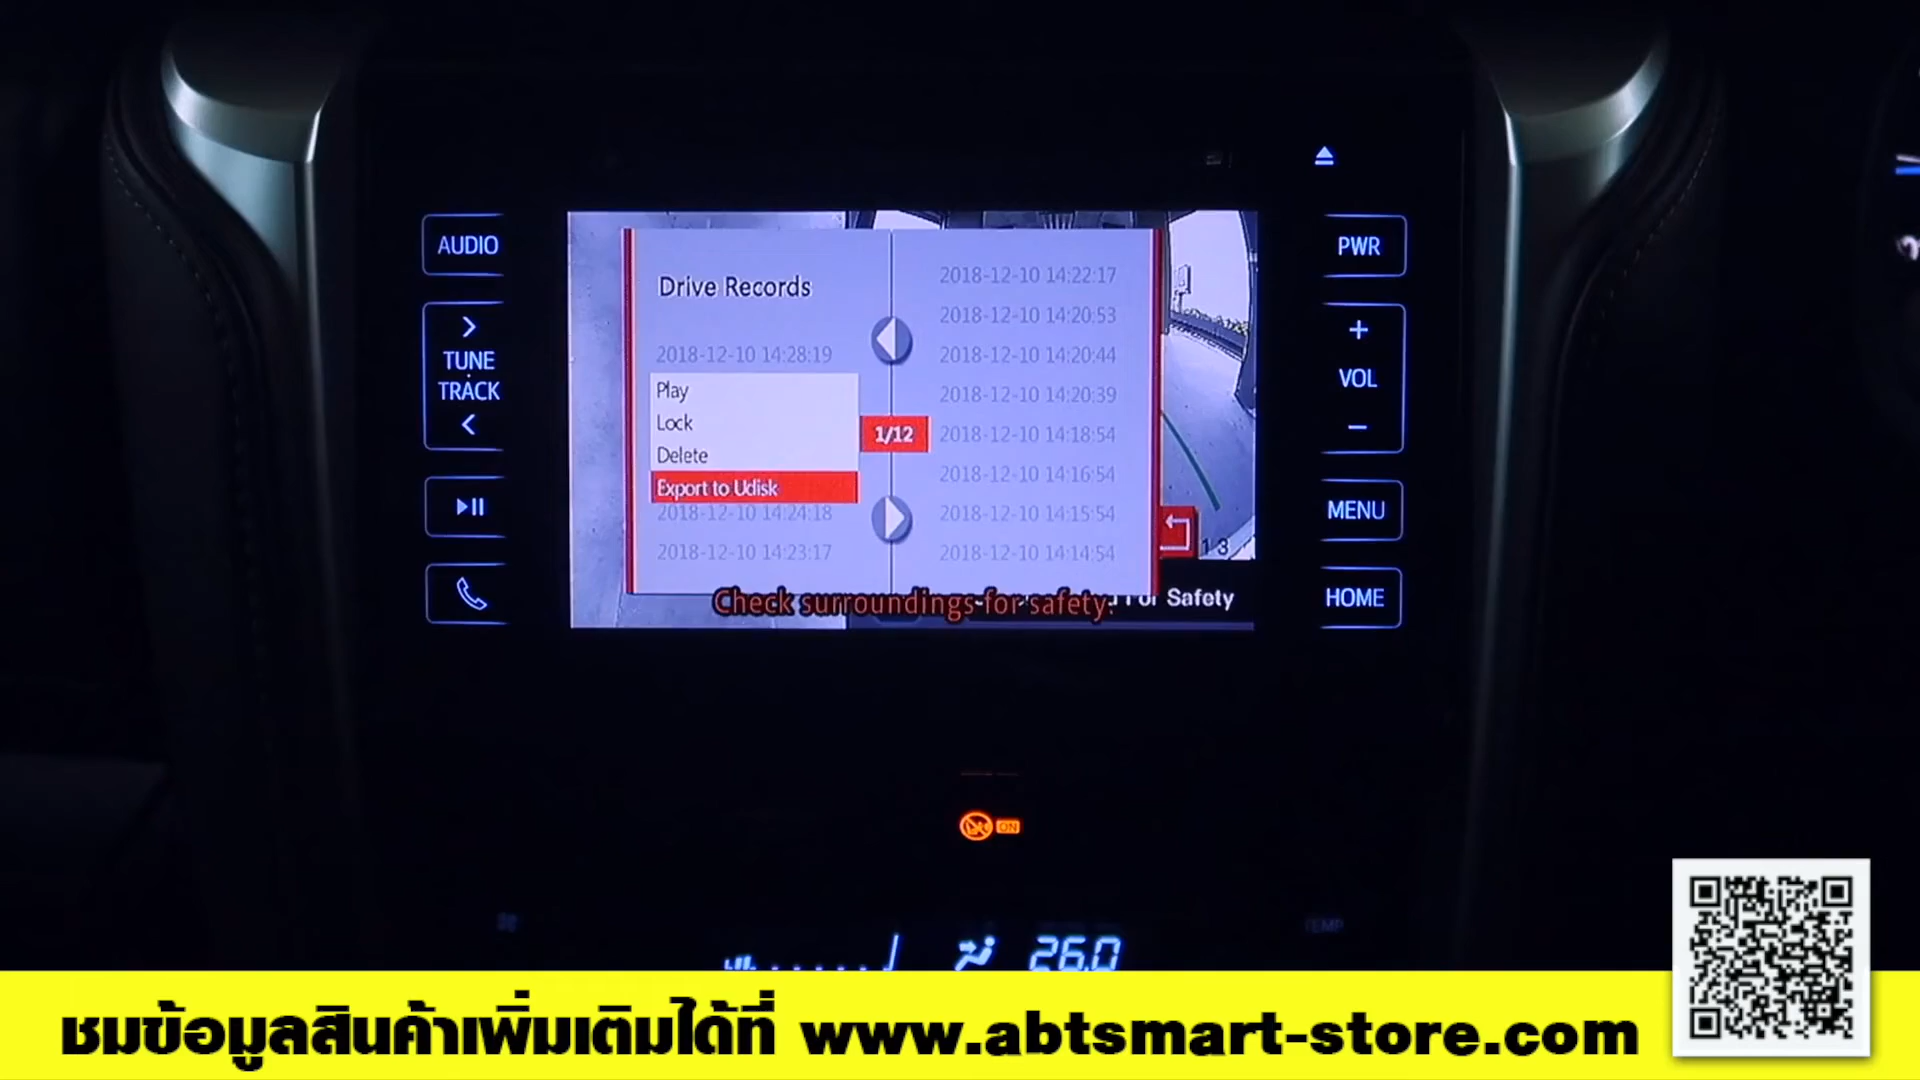 AUDIO
TUNE
TRACK
PWR
+
VOL
-
MENU
HOME
Drive Records
2018-12-10 14:28:19
Play
Lock
Delete
Export to Udisk
2018-12-10 14:24:18
2018-12-10 14:23:17
1/12
2018-12-10 14:22:17
2018-12-10 14:20:53
2018-12-10 14:20:44
2018-12-10 14:20:39
2018-12-10 14:18:54
2018-12-10 14:16:54
2018-12-10 14:15:54
2018-12-10 14:14:54
13
Check surroundings for safety.
For Safety
ON
TEMP
26.0
ชมข้อมูลสินค้าเพิ่มเติมได้ที่ www.abtsmart-store.com